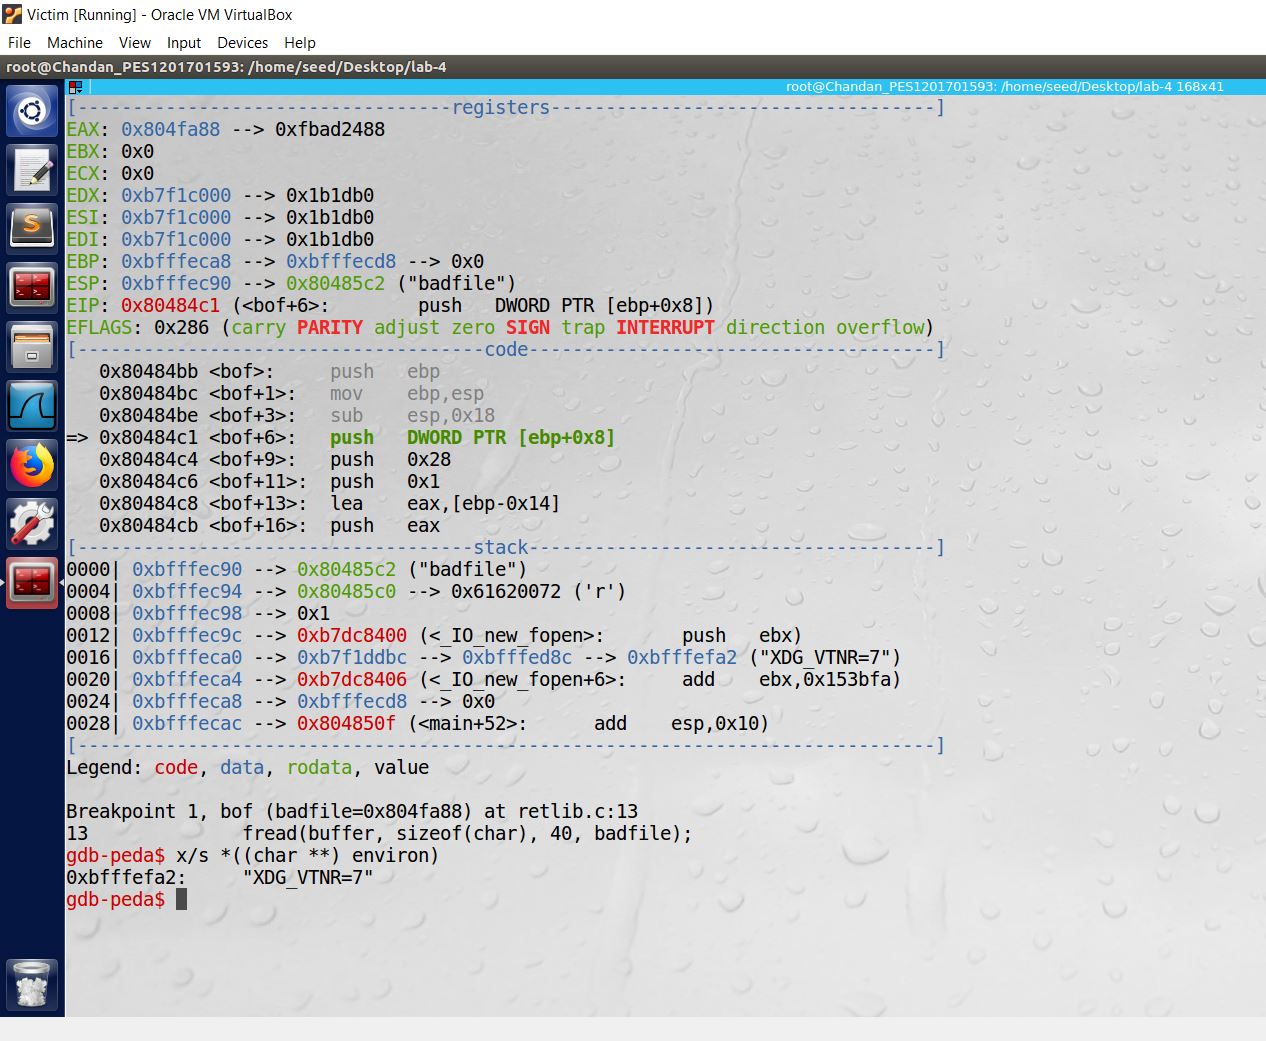 Victim [Running] - Oracle VM VirtualBox
File Machine View Input Devices Help
root@Chandan_PES1201701593: /home/seed/Desktop/lab-4
root@Chandan_PES1201701593: /home/seed/Desktop/lab-4 168x41
[----------------------------------registers-----------------------------------]
EAX: 0x804fa88 --> 0xfbad2488
EBX: 0x0
ECX: 0x0
EDX: 0xb7f1c000 --> 0x1b1db0
ESI: 0xb7f1c000 --> 0x1b1db0
EDI: 0xb7f1c000 --> 0x1b1db0
EBP: 0xbfffeca8 --> 0xbfffecd8 --> 0x0
ESP: 0xbfffec90 --> 0x80485c2 ("badfile")
EIP: 0x80484c1 (<bof+6>:        push   DWORD PTR [ebp+0x8])
EFLAGS: 0x286 (carry PARITY adjust zero SIGN trap INTERRUPT direction overflow)
[-------------------------------------code-------------------------------------]
   0x80484bb <bof>:     push   ebp
   0x80484bc <bof+1>:   mov    ebp,esp
   0x80484be <bof+3>:   sub    esp,0x18
=> 0x80484c1 <bof+6>:   push   DWORD PTR [ebp+0x8]
   0x80484c4 <bof+9>:   push   0x28
   0x80484c6 <bof+11>:  push   0x1
   0x80484c8 <bof+13>:  lea    eax,[ebp-0x14]
   0x80484cb <bof+16>:  push   eax
[------------------------------------stack-------------------------------------]
0000| 0xbfffec90 --> 0x80485c2 ("badfile")
0004| 0xbfffec94 --> 0x80485c0 --> 0x61620072 ('r')
0008| 0xbfffec98 --> 0x1
0012| 0xbfffec9c --> 0xb7dc8400 (<_IO_new_fopen>:       push   ebx)
0016| 0xbfffeca0 --> 0xb7f1ddbc --> 0xbfffed8c --> 0xbfffefa2 ("XDG_VTNR=7")
0020| 0xbfffeca4 --> 0xb7dc8406 (<_IO_new_fopen+6>:     add    ebx,0x153bfa)
0024| 0xbfffeca8 --> 0xbfffecd8 --> 0x0
0028| 0xbfffecac --> 0x804850f (<main+52>:      add    esp,0x10)
[------------------------------------------------------------------------------]
Legend: code, data, rodata, value
Breakpoint 1, bof (badfile=0x804fa88) at retlib.c:13
13              fread(buffer, sizeof(char), 40, badfile);
gdb-peda$ x/s *((char **) environ)
0xbfffefa2:     "XDG_VTNR=7"
gdb-peda$